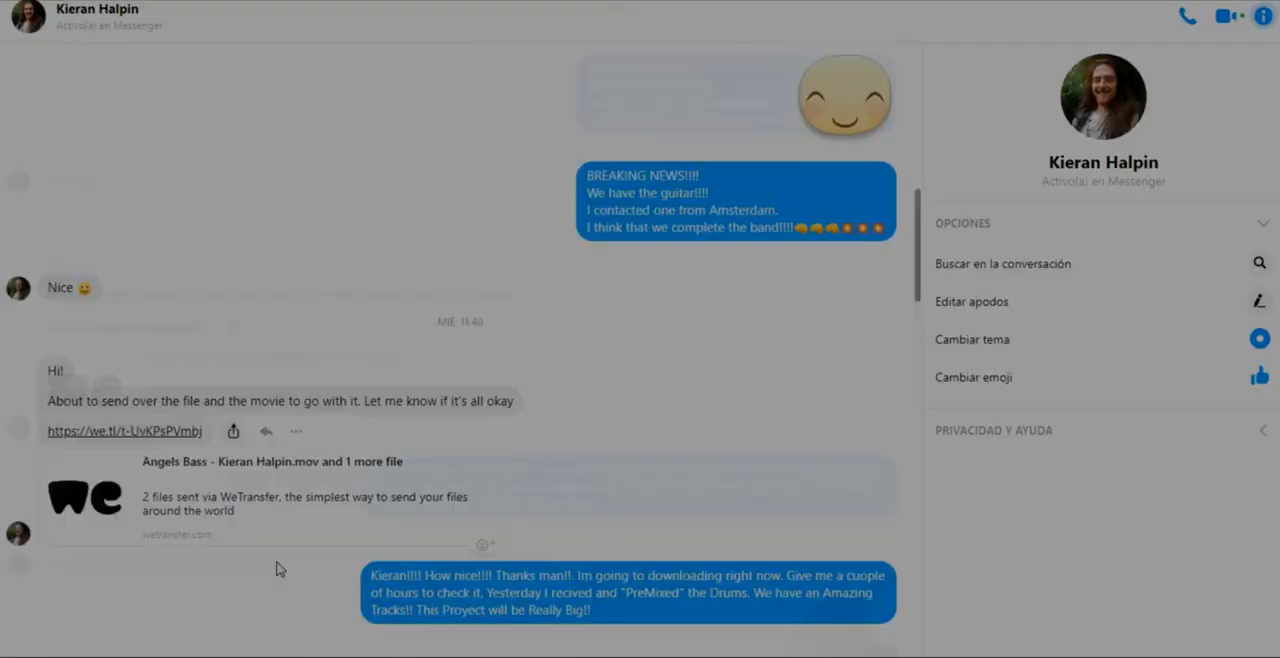 Kieran Halpin
Activo(a) en Messenger
BREAKING NEWS!!!!
We have the guitar!!!!
I contacted one from Amsterdam.
I think that we complete the band!!!!👊👊👊💥💥💥
Nice 😀
MIÉ. 11:40
Hi!
About to send over the file and the movie to go with it. Let me know if it's all okay
https://we.tl/t-UvKPsPVmbj
Angels Bass - Kieran Halpin.mov and 1 more file
we
2 files sent via WeTransfer, the simplest way to send your files
around the world
wetransfer.com
Kieran!!!! How nice!!!! Thanks man!!. Im going to downloading right now. Give me a cuople
of hours to check it. Yesterday I recived and "PreMixed" the Drums. We have an Amazing
Tracks!! This Proyect will be Really Big!!
Kieran Halpin
Activo(a) en Messenger
OPCIONES
Buscar en la conversación
Editar apodos
Cambiar tema
Cambiar emoji
PRIVACIDAD Y AYUDA